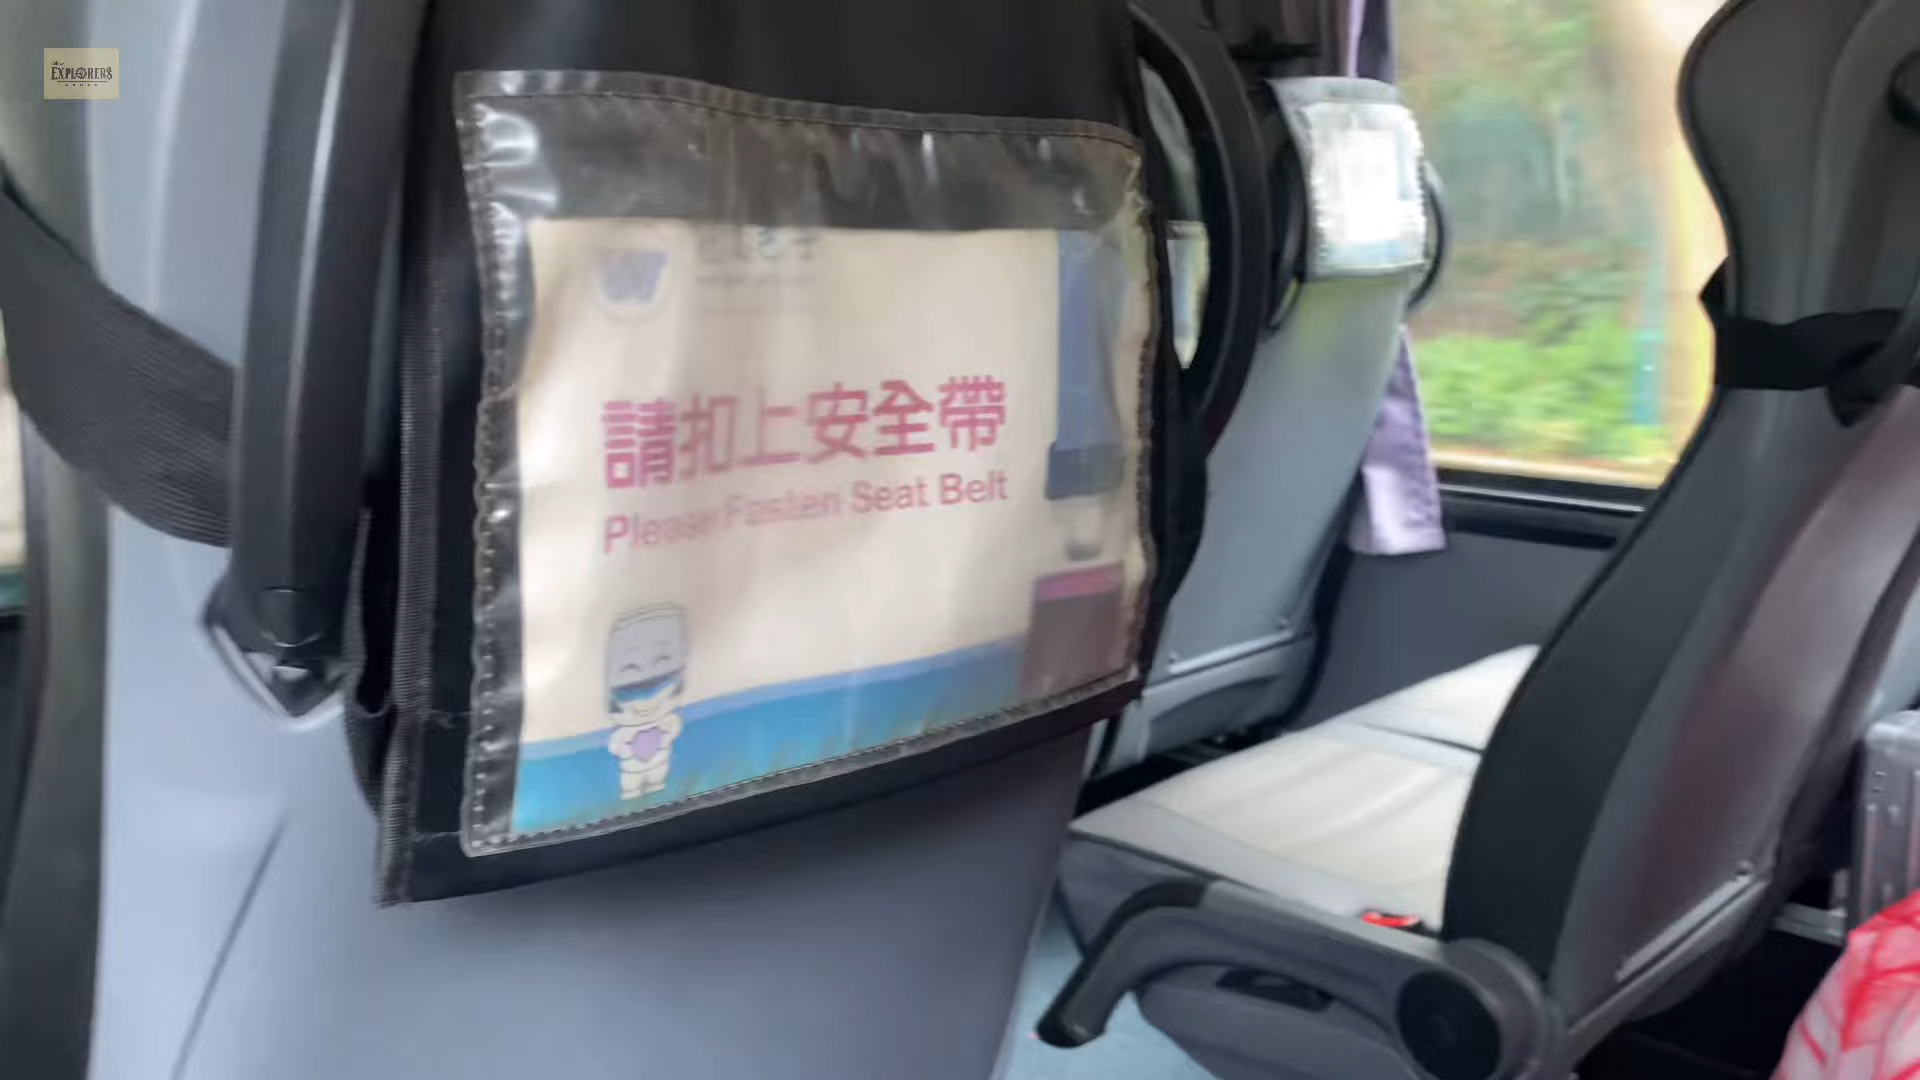 EXPLORERS
請扣上安全帶
Please Fasten Seat Belt